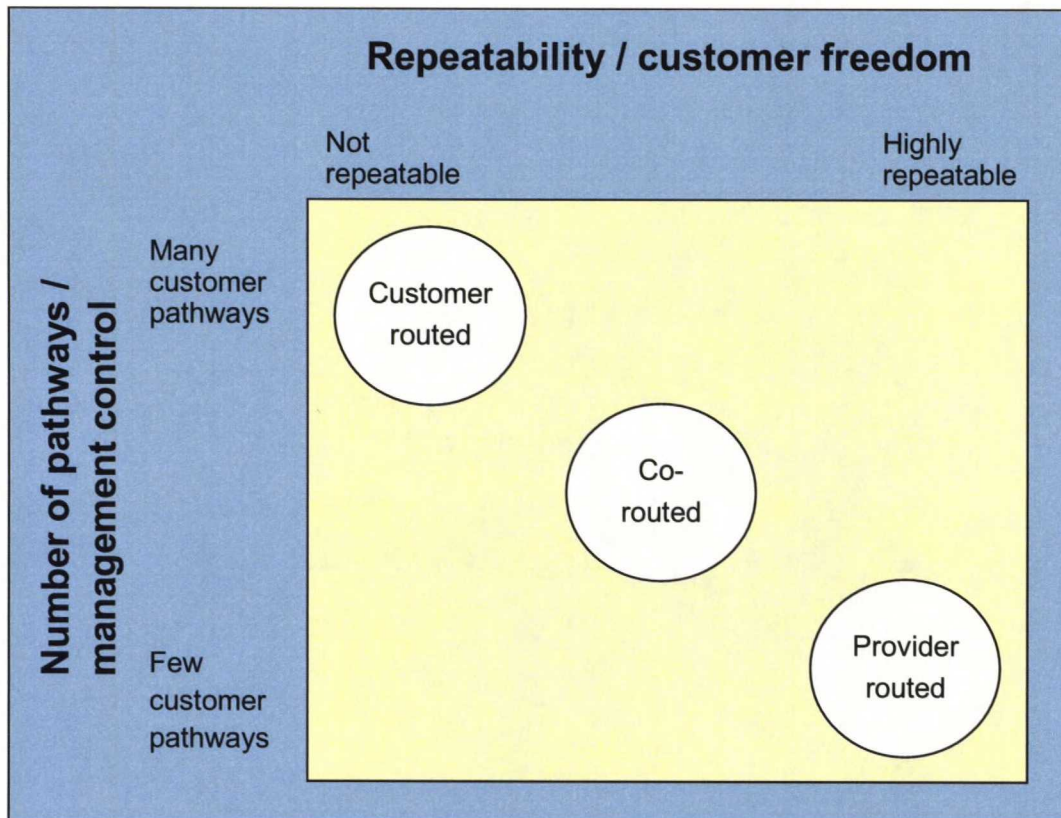 Repeatability / customer freedom
Not
repeatable
Highly
repeatable
Number of pathways /
management control
Many
customer
pathways
Customer
routed
Co-
routed
Few
customer
pathways
Provider
routed